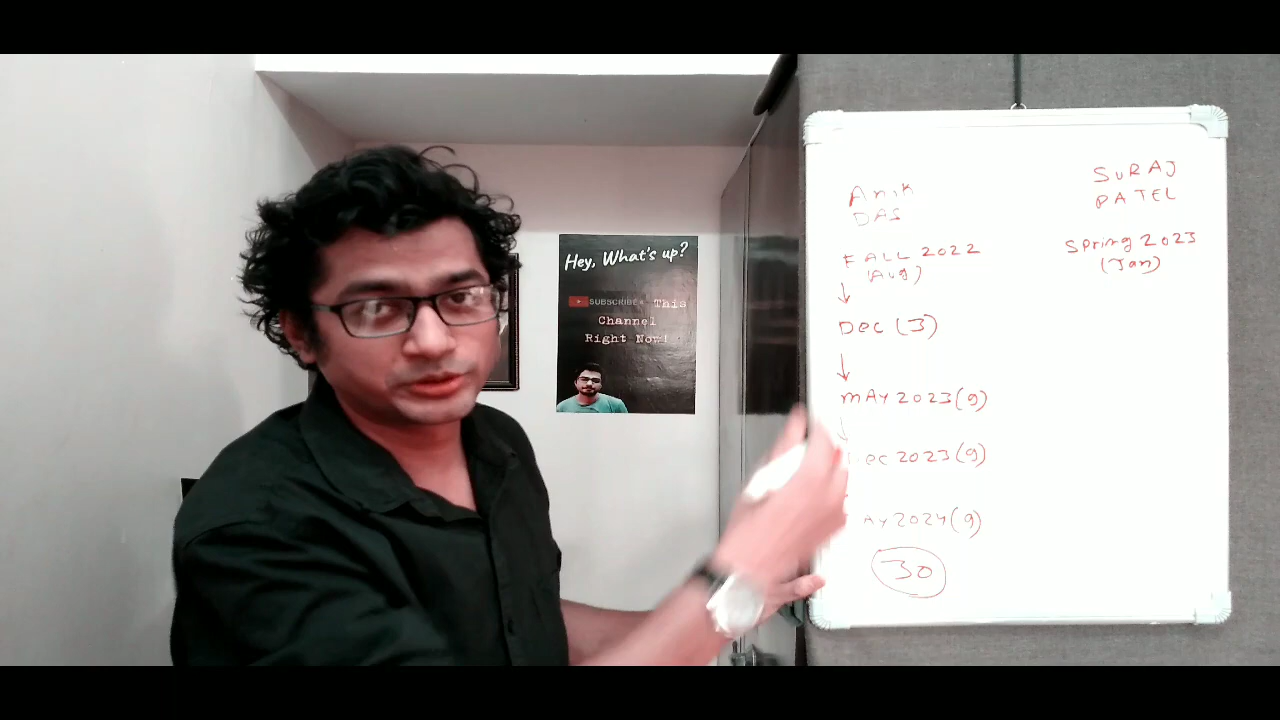 Hey, What's up?
SUBSCRIBE This
Channel
Right Now!
Anik
DAS
FALL 2022
(Aug)
Dec (3)
MAY 2023(9)
Dec 2023(9)
AY 2024(9)
30
SURAJ
PATEL
Spring 2023
(Jan)